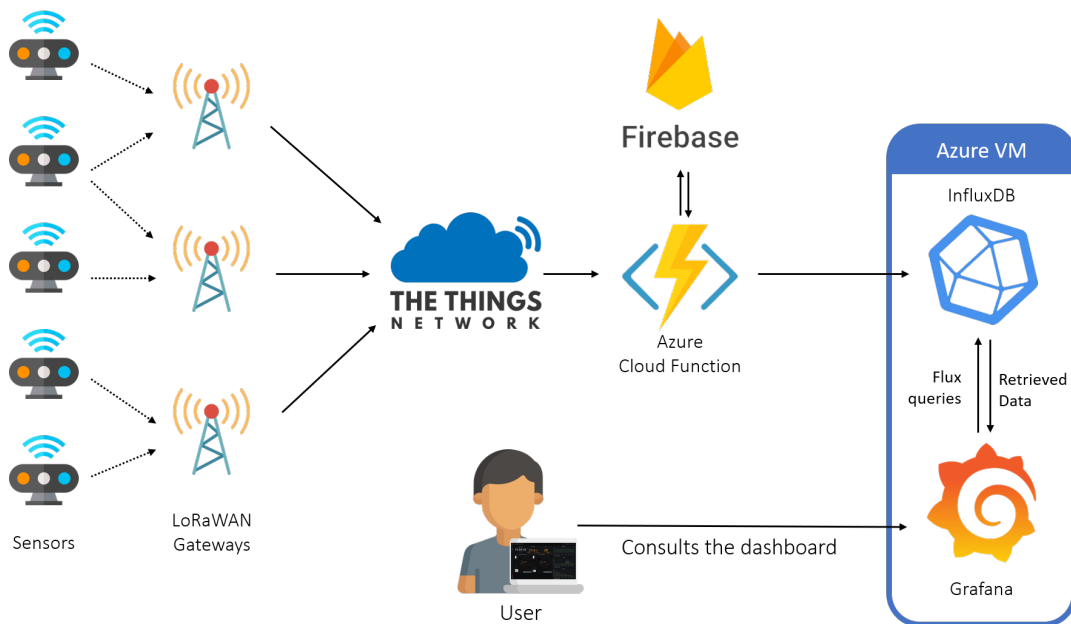 Firebase
Azure VM
InfluxDB
THE THINGS
NETWORK
Azure
Cloud Function
Flux
queries
Retrieved
Data
LoRaWAN
Gateways
Sensors
Consults the dashboard
User
Grafana